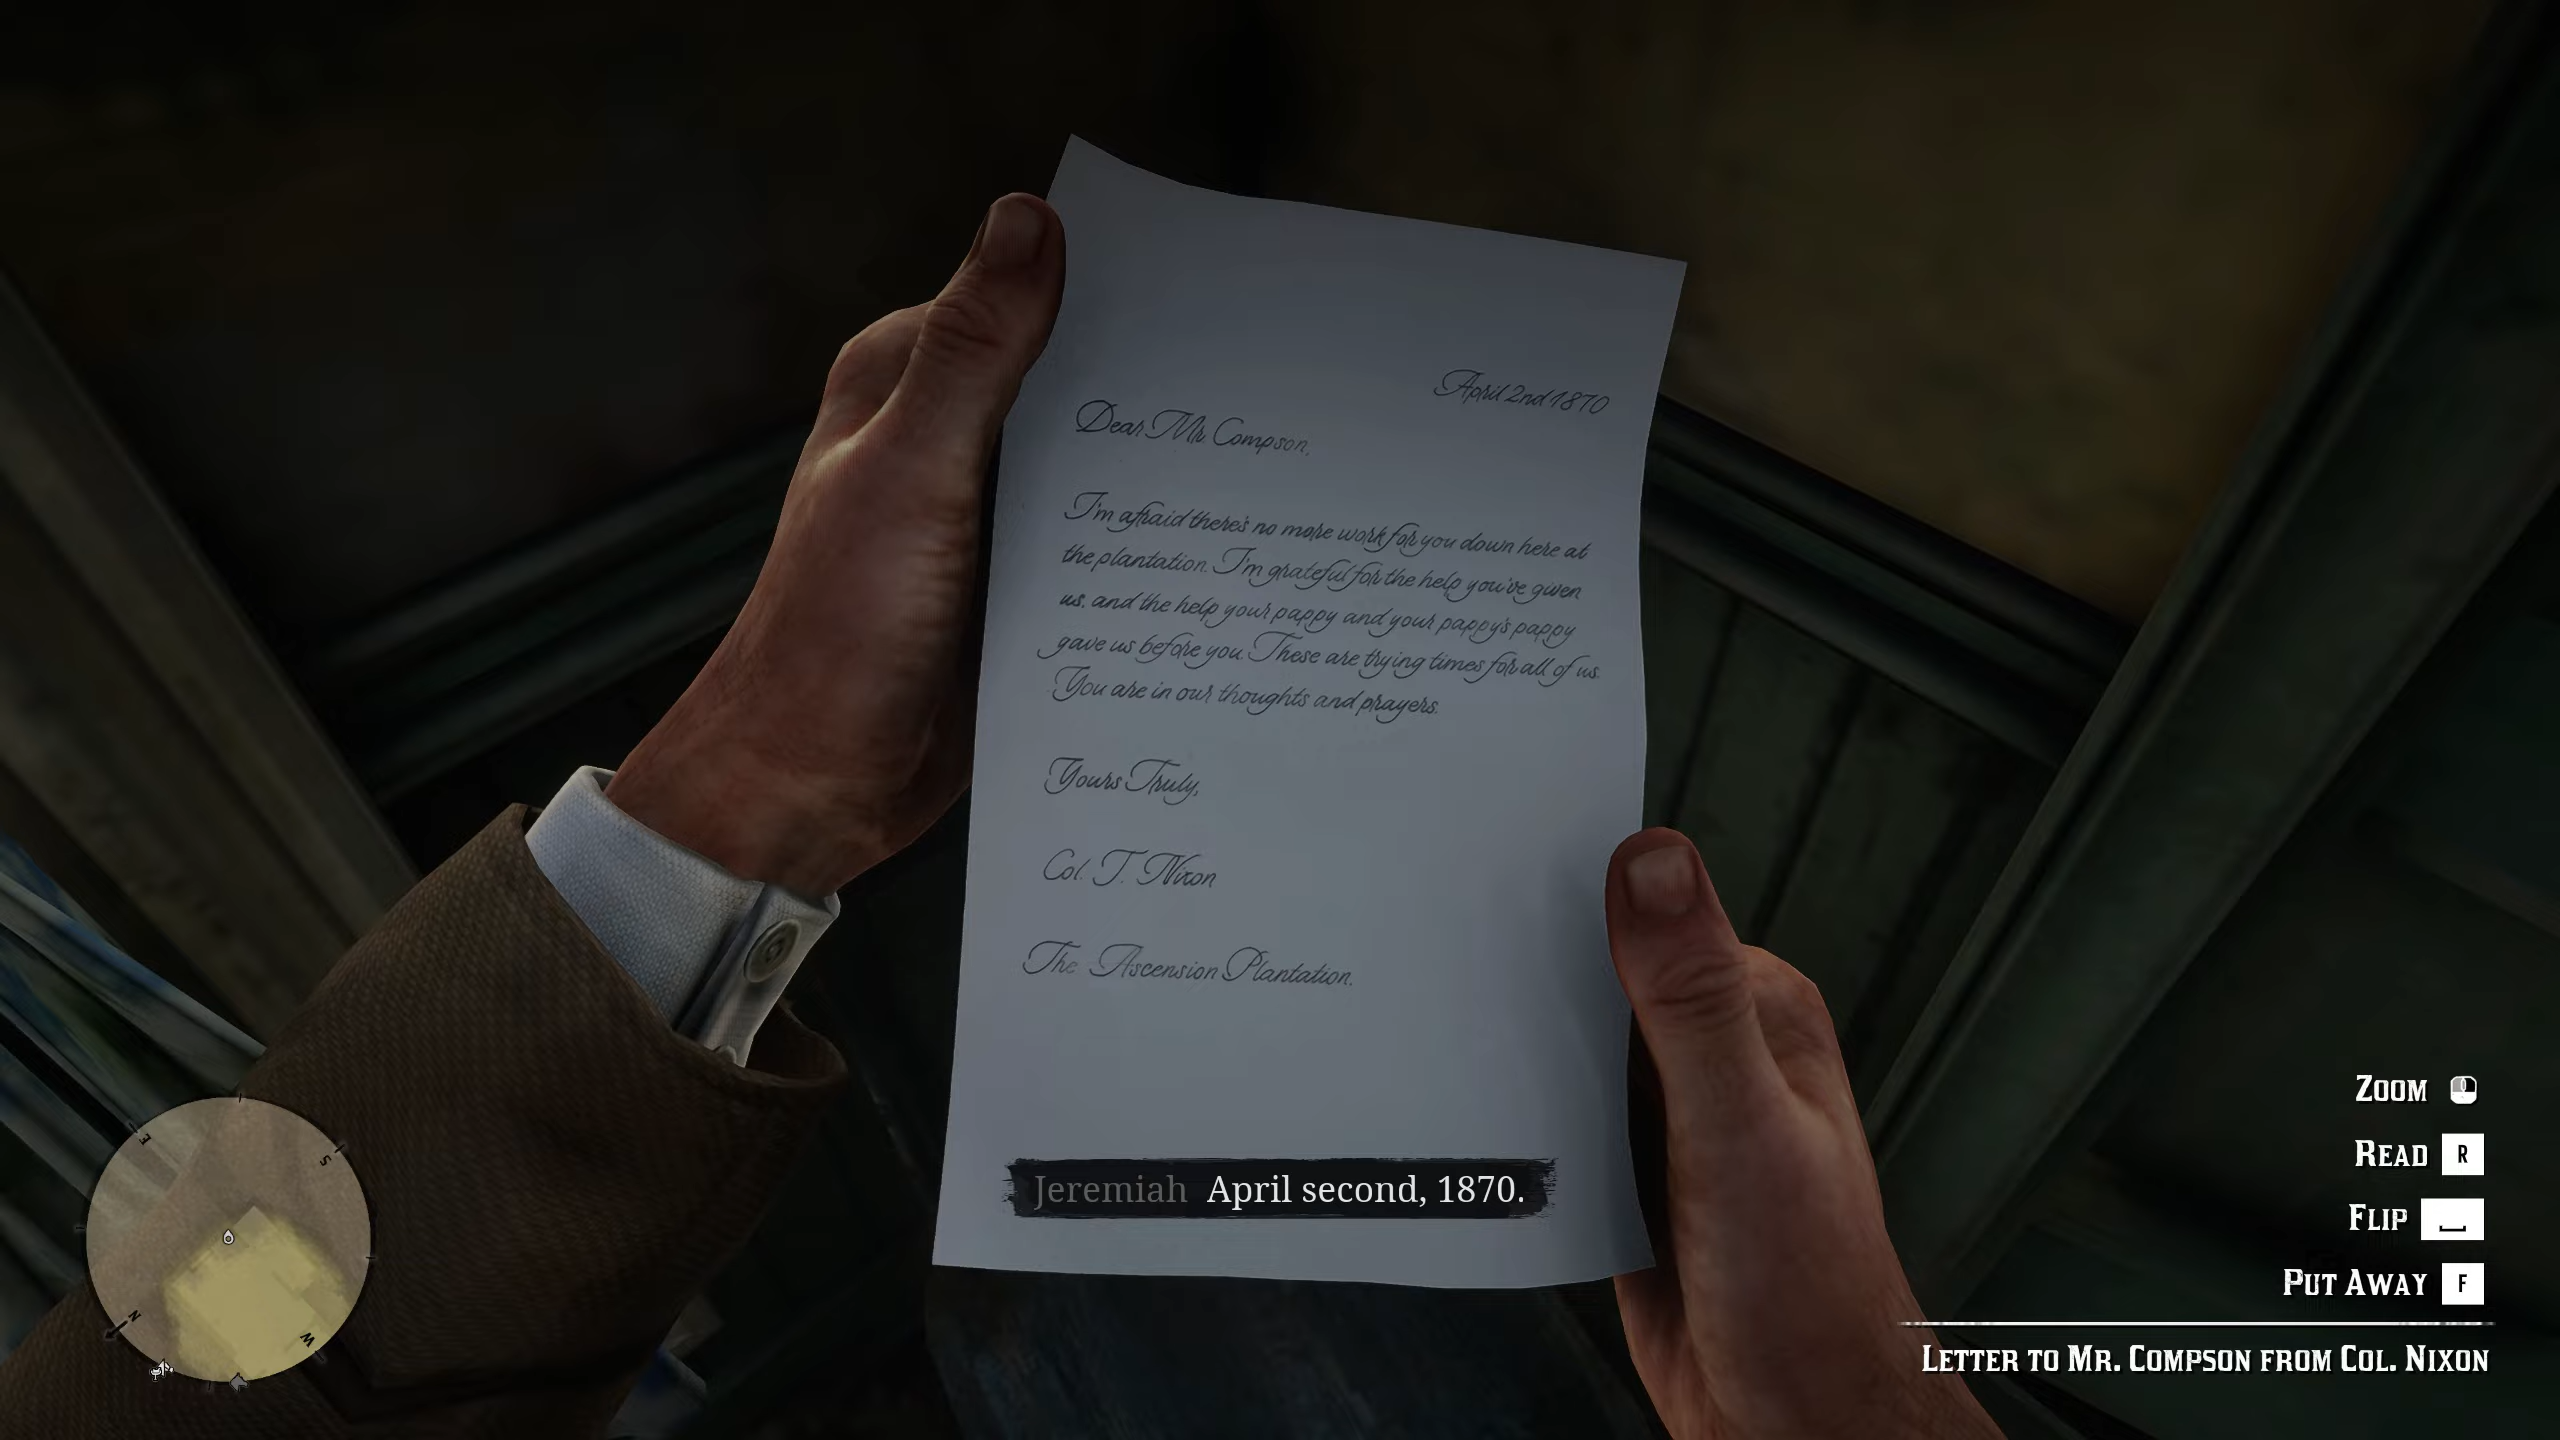 April 2nd 1870
Dear Mr. Compson,
I'm afraid there's no more work for you down here at
the plantation. I'm grateful for the help you've given
us, and the help your pappy and your pappy's pappy
gave us before you. These are trying times for all of us.
You are in our thoughts and prayers.
Yours Truly,
Col. T. Nixon
The Ascension Plantation.
Jeremiah April second, 1870.
E
S
N
W
ZOOM
READ R
FLIP
PUT AWAY F
LETTER TO MR. COMPSON FROM COL. NIXON